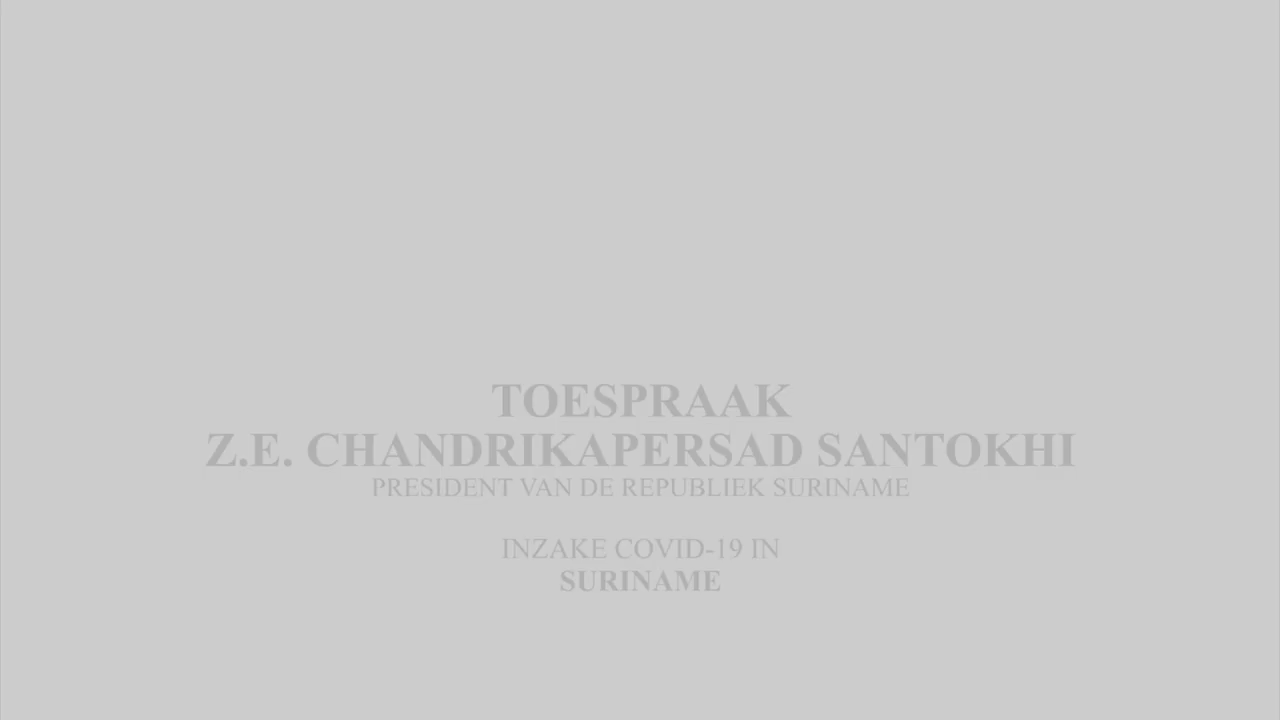 TOESPRAAK
Z.E. CHANDRIKAPERSAD SANTOKHI
PRESIDENT VAN DE REPUBLIEK SURINAME
INZAKE COVID-19 IN
SURINAME